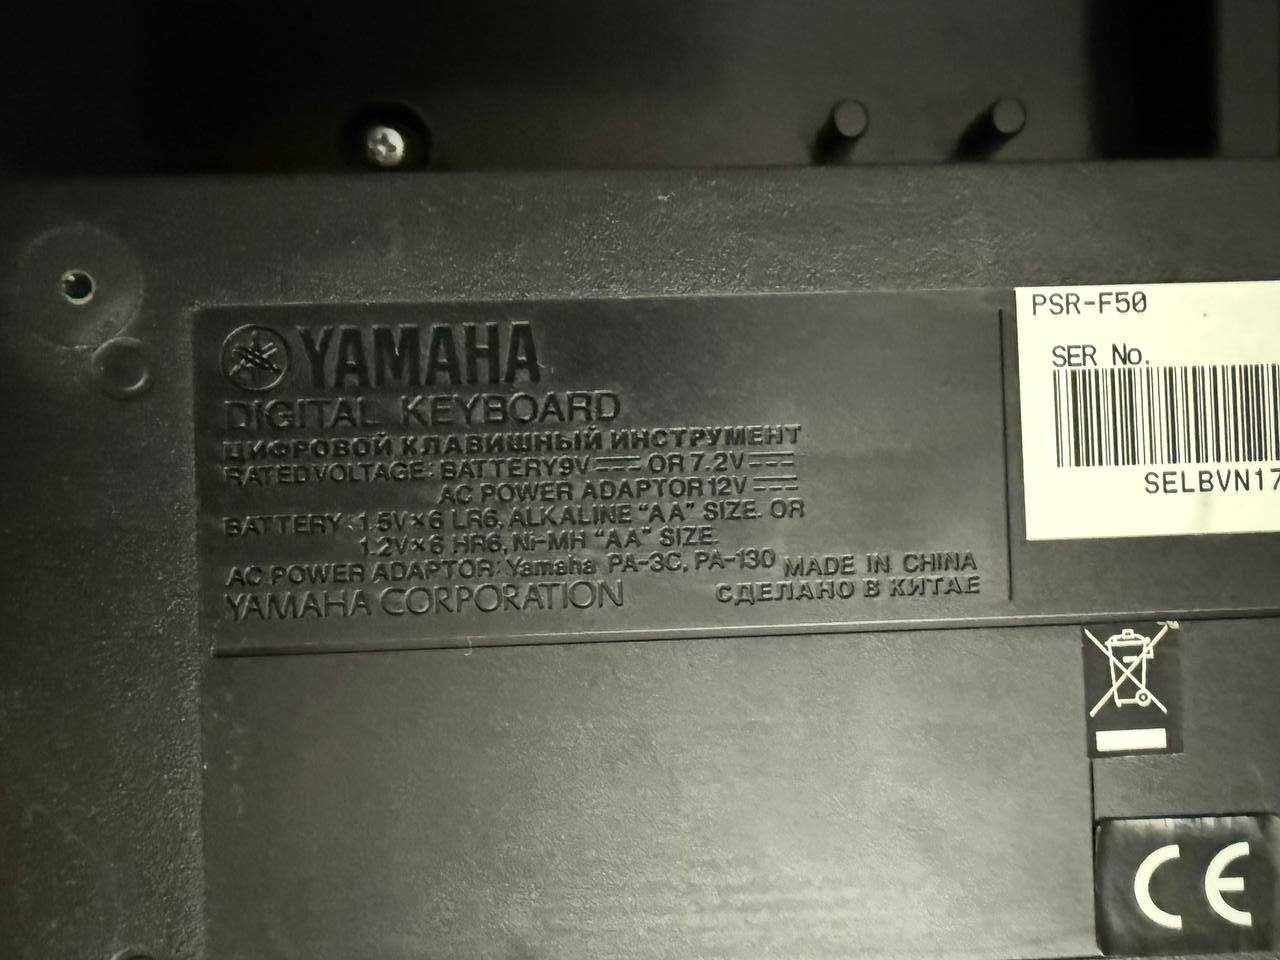 YAMAHA
DIGITAL KEYBOARD
ЦИФРОВОЙ КЛАВИШНЫЙ ИНСТРУМЕНТ
RATED VOLTAGE: BATTERY 9V OR 7.2V
AC POWER ADAPTOR 12V
BATTERY: 1.5V×6 LR6, ALKALINE "AA" SIZE. OR
1.2V×6 HR6, Ni-MH "AA" SIZE.
AC POWER ADAPTOR: Yamaha PA-3C, PA-130
MADE IN CHINA
YAMAHA CORPORATION
СДЕЛАНО В КИТАЕ
PSR-F50
SER No.
SELBVN17
CE